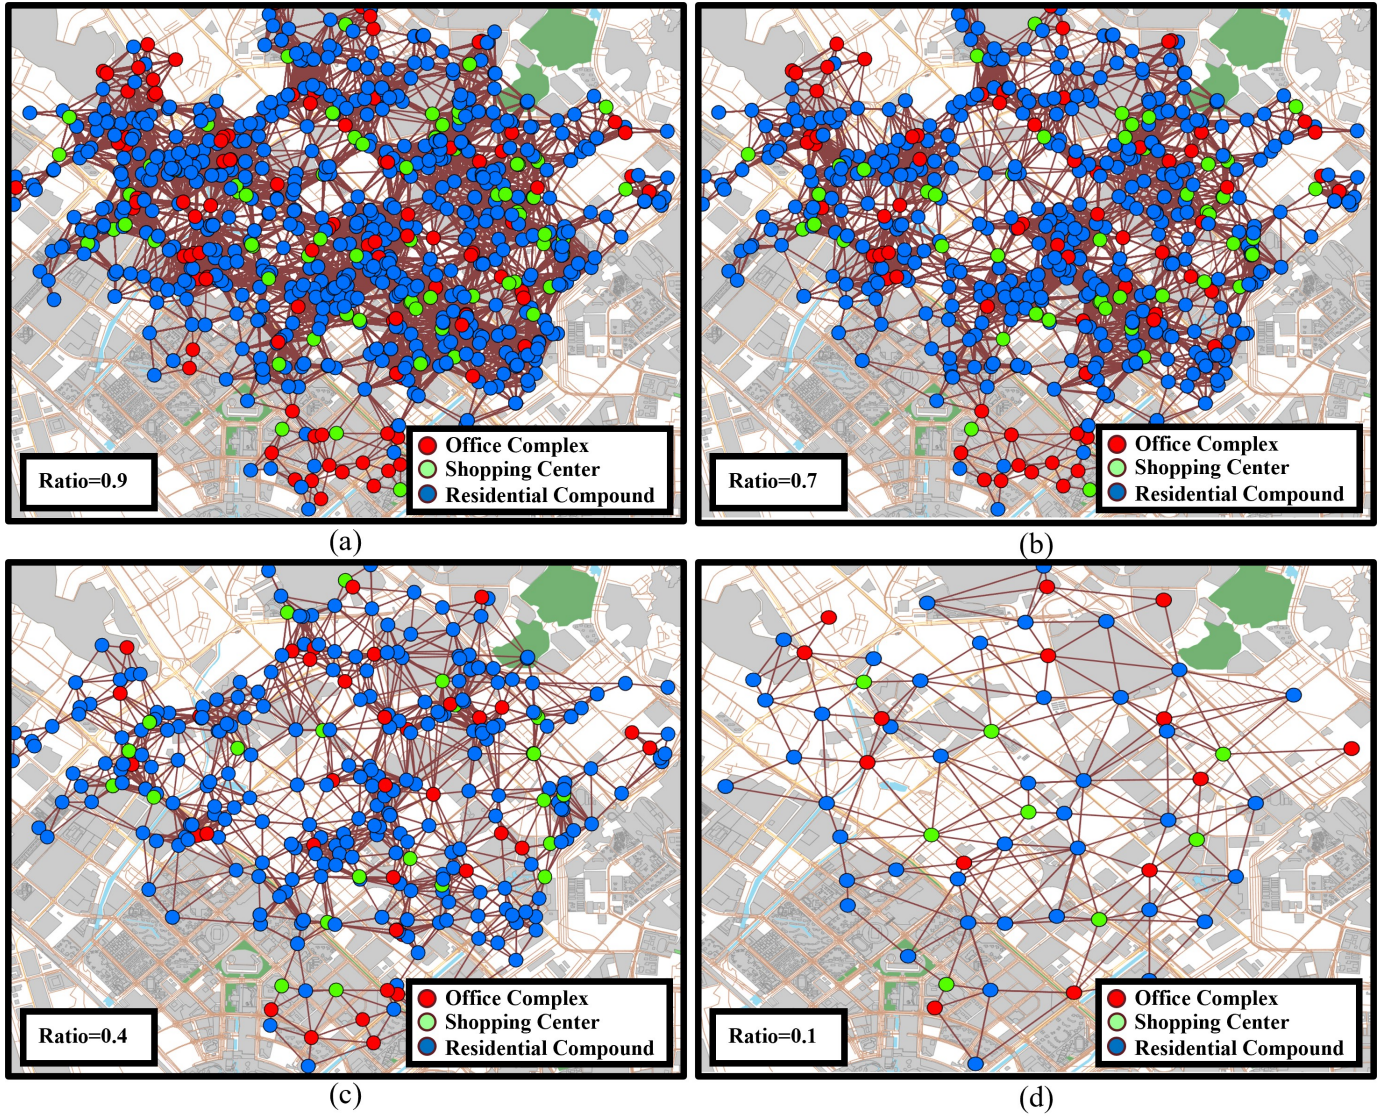 Office Complex
Shopping Center
Residential Compound
Ratio=0.9
(a)
Office Complex
Shopping Center
Residential Compound
Ratio=0.7
(b)
Office Complex
Shopping Center
Residential Compound
Ratio=0.4
(c)
Office Complex
Shopping Center
Residential Compound
Ratio=0.1
(d)